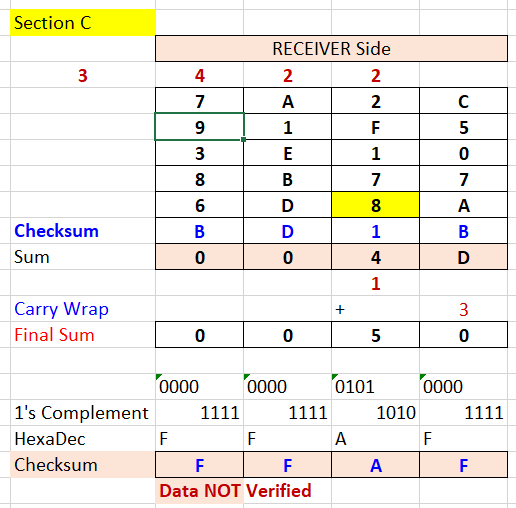 Section C
RECEIVER Side
3 4 2 2
7 A 2 C
9 1 F 5
3 E 1 0
8 B 7 7
6 D 8 A
Checksum B D 1 B
Sum 0 0 4 D
1
Carry Wrap + 3
Final Sum 0 0 5 0
0000 0000 0101 0000
1's Complement 1111 1111 1010 1111
HexaDec F F A F
Checksum F F A F
Data NOT Verified